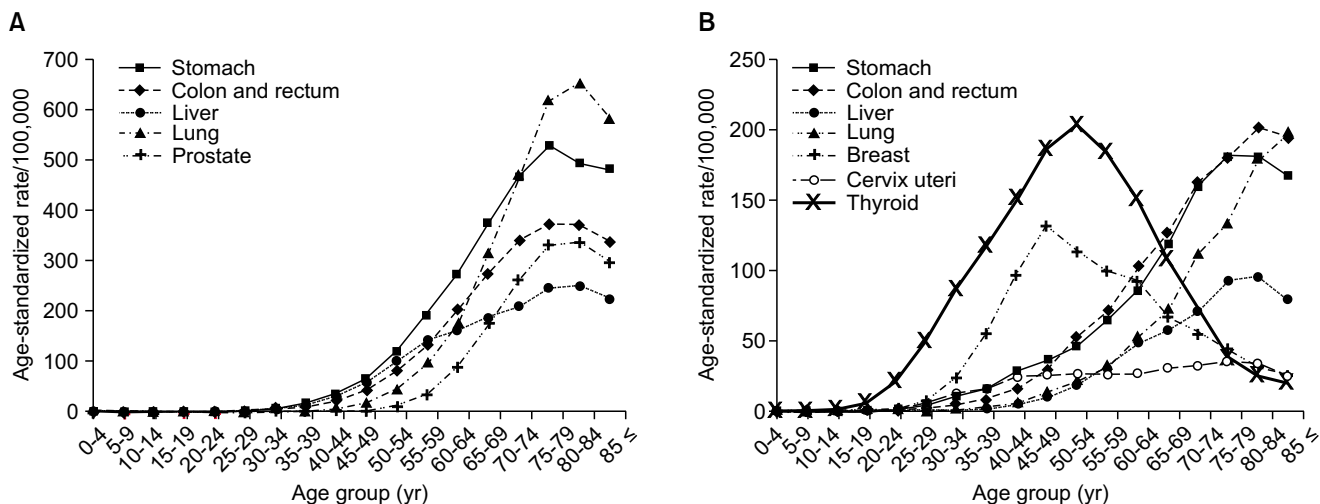 A
700
600
500
400
300
200
100
0
Age-standardized rate/100,000
Stomach
Colon and rectum
Liver
Lung
Prostate
0-4
5-9
10-14
15-19
20-24
25-29
30-34
35-39
40-44
45-49
50-54
55-59
60-64
65-69
70-74
75-79
80-84
85 ≤
Age group (yr)
B
250
200
150
100
50
0
Age-standardized rate/100,000
Stomach
Colon and rectum
Liver
Lung
Breast
Cervix uteri
Thyroid
0-4
5-9
10-14
15-19
20-24
25-29
30-34
35-39
40-44
45-49
50-54
55-59
60-64
65-69
70-74
75-79
80-84
85 ≤
Age group (yr)